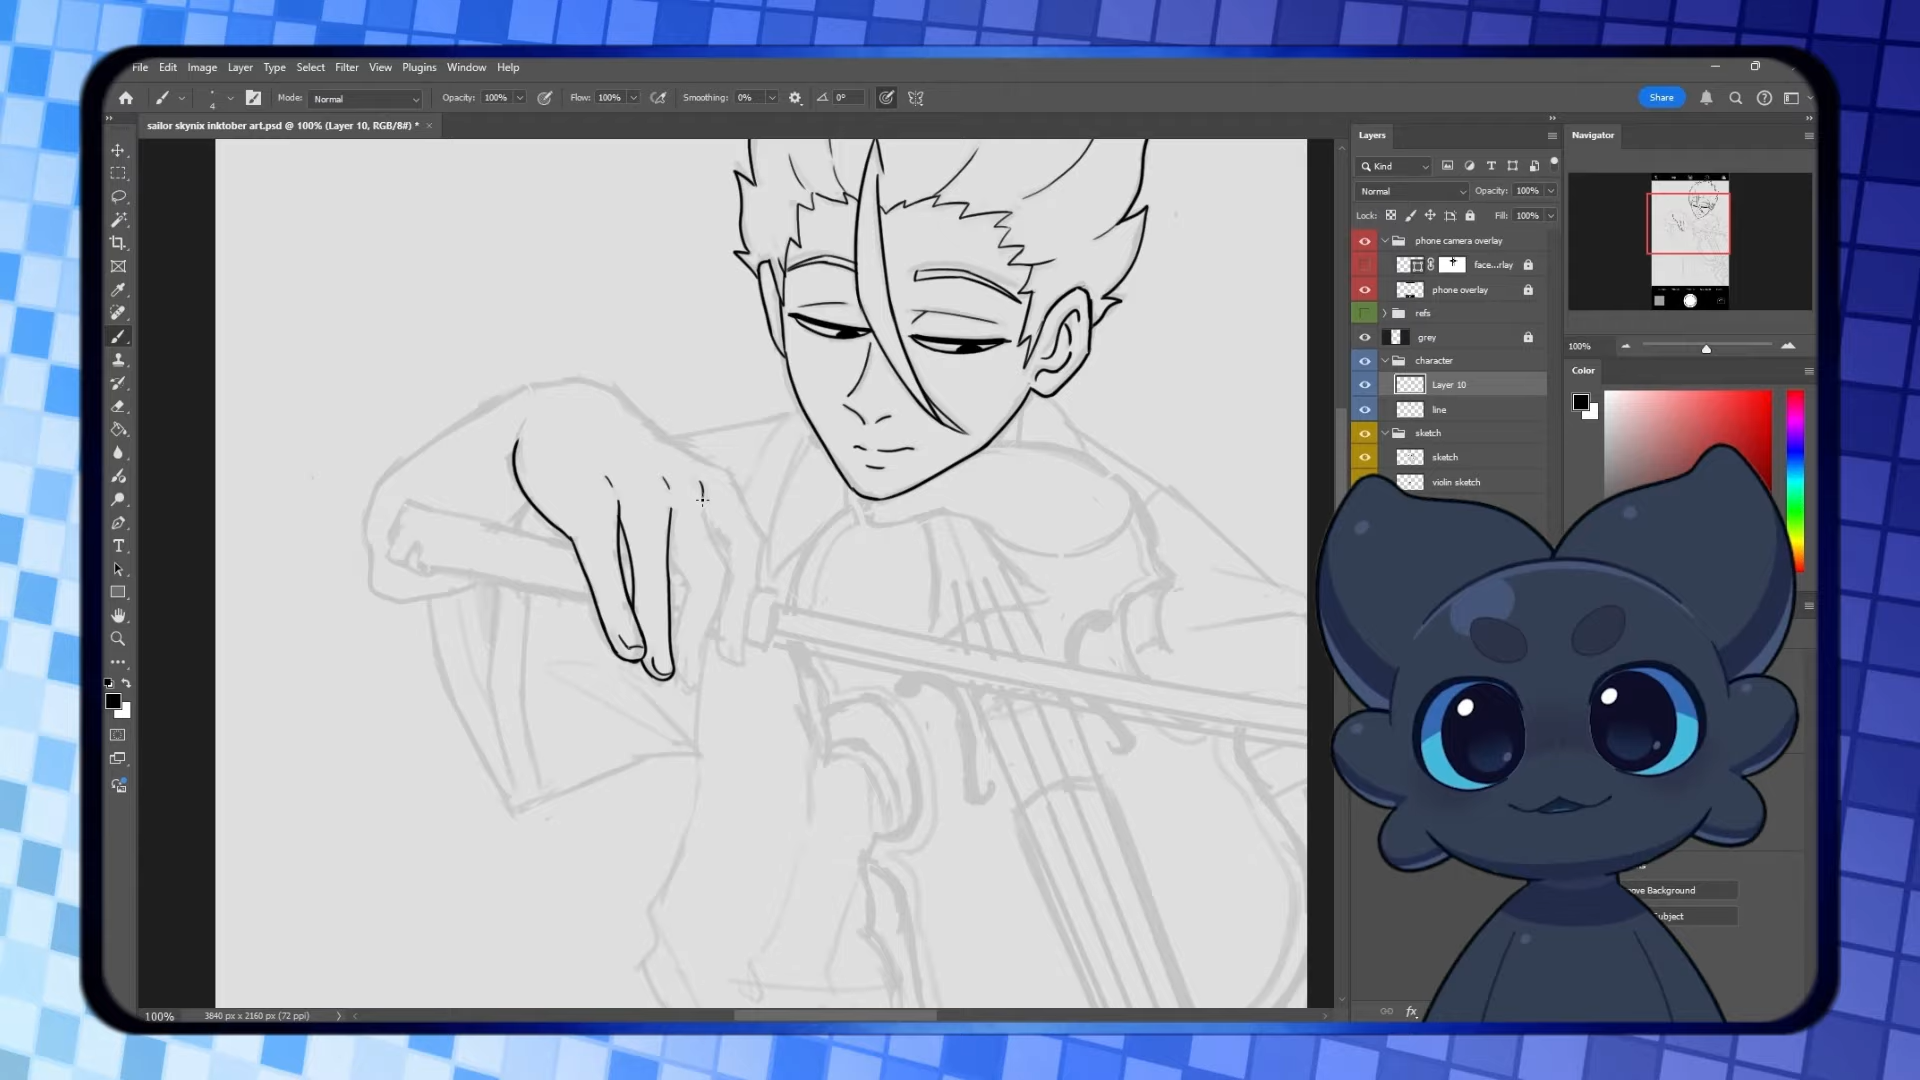 File Edit Image Layer Type Select Filter View Plugins Window Help
4 Mode: Normal Opacity: 100% Flow: 100% Smoothing: 0% 0° Share
sailor skynix inktober art.psd @ 100% (Layer 10, RGB/8#) * ×
Layers
Kind
Normal Opacity: 100%
Lock: Fill: 100%
phone camera overlay
face...rlay
phone overlay
refs
grey
character
Layer 10
line
sketch
sketch
violin sketch
Navigator
100%
Color
ove Background
ubject
fx
100% 3840 px x 2160 px (72 ppi)